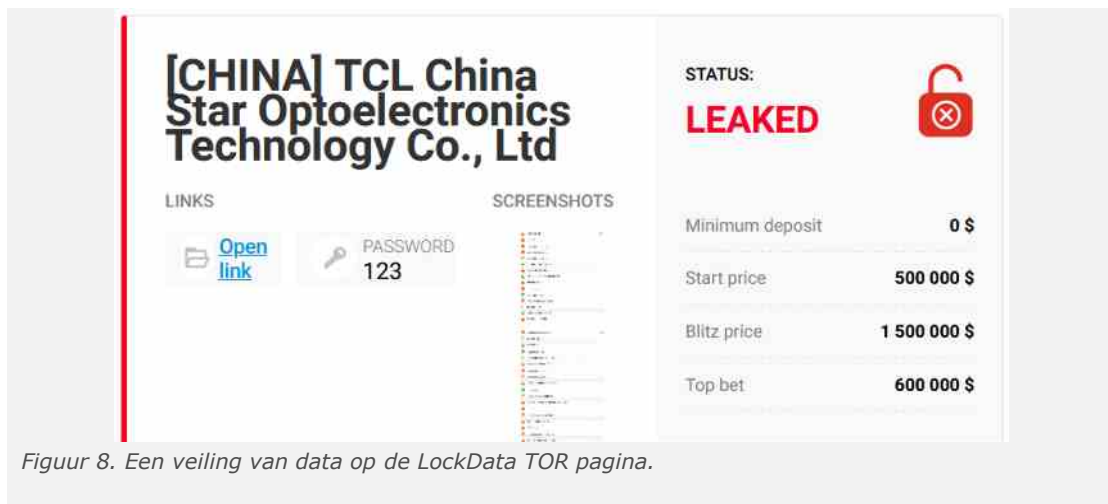 [CHINA] TCL China
Star Optoelectronics
Technology Co., Ltd
LINKS
Open
link
PASSWORD
123
SCREENSHOTS
STATUS:
LEAKED
Minimum deposit 0 $
Start price 500 000 $
Blitz price 1 500 000 $
Top bet 600 000 $
Figuur 8. Een veiling van data op de LockData TOR pagina.